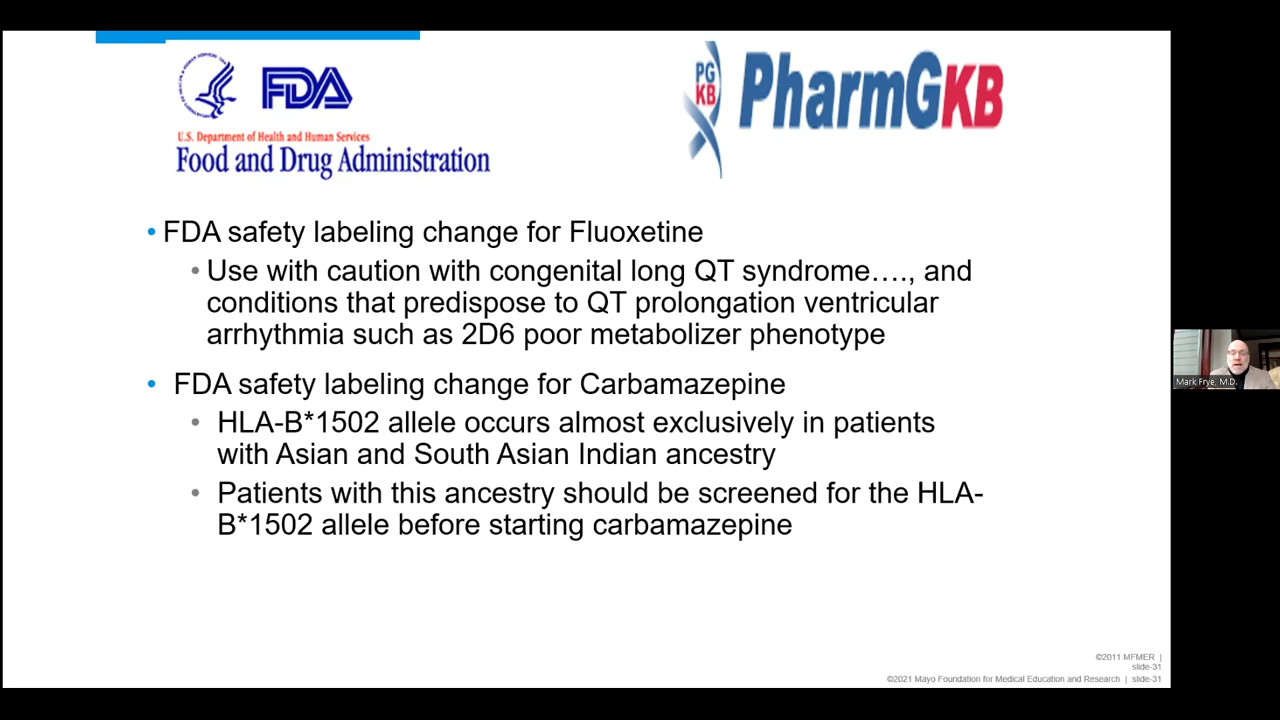 FDA
U.S. Department of Health and Human Services
Food and Drug Administration
PG
KB
PharmGKB
• FDA safety labeling change for Fluoxetine
• Use with caution with congenital long QT syndrome…., and
conditions that predispose to QT prolongation ventricular
arrhythmia such as 2D6 poor metabolizer phenotype
• FDA safety labeling change for Carbamazepine
• HLA-B*1502 allele occurs almost exclusively in patients
with Asian and South Asian Indian ancestry
• Patients with this ancestry should be screened for the HLA-
B*1502 allele before starting carbamazepine
Mark Frye, M.D.
©2011 MFMER |
slide-31
©2021 Mayo Foundation for Medical Education and Research | slide-31